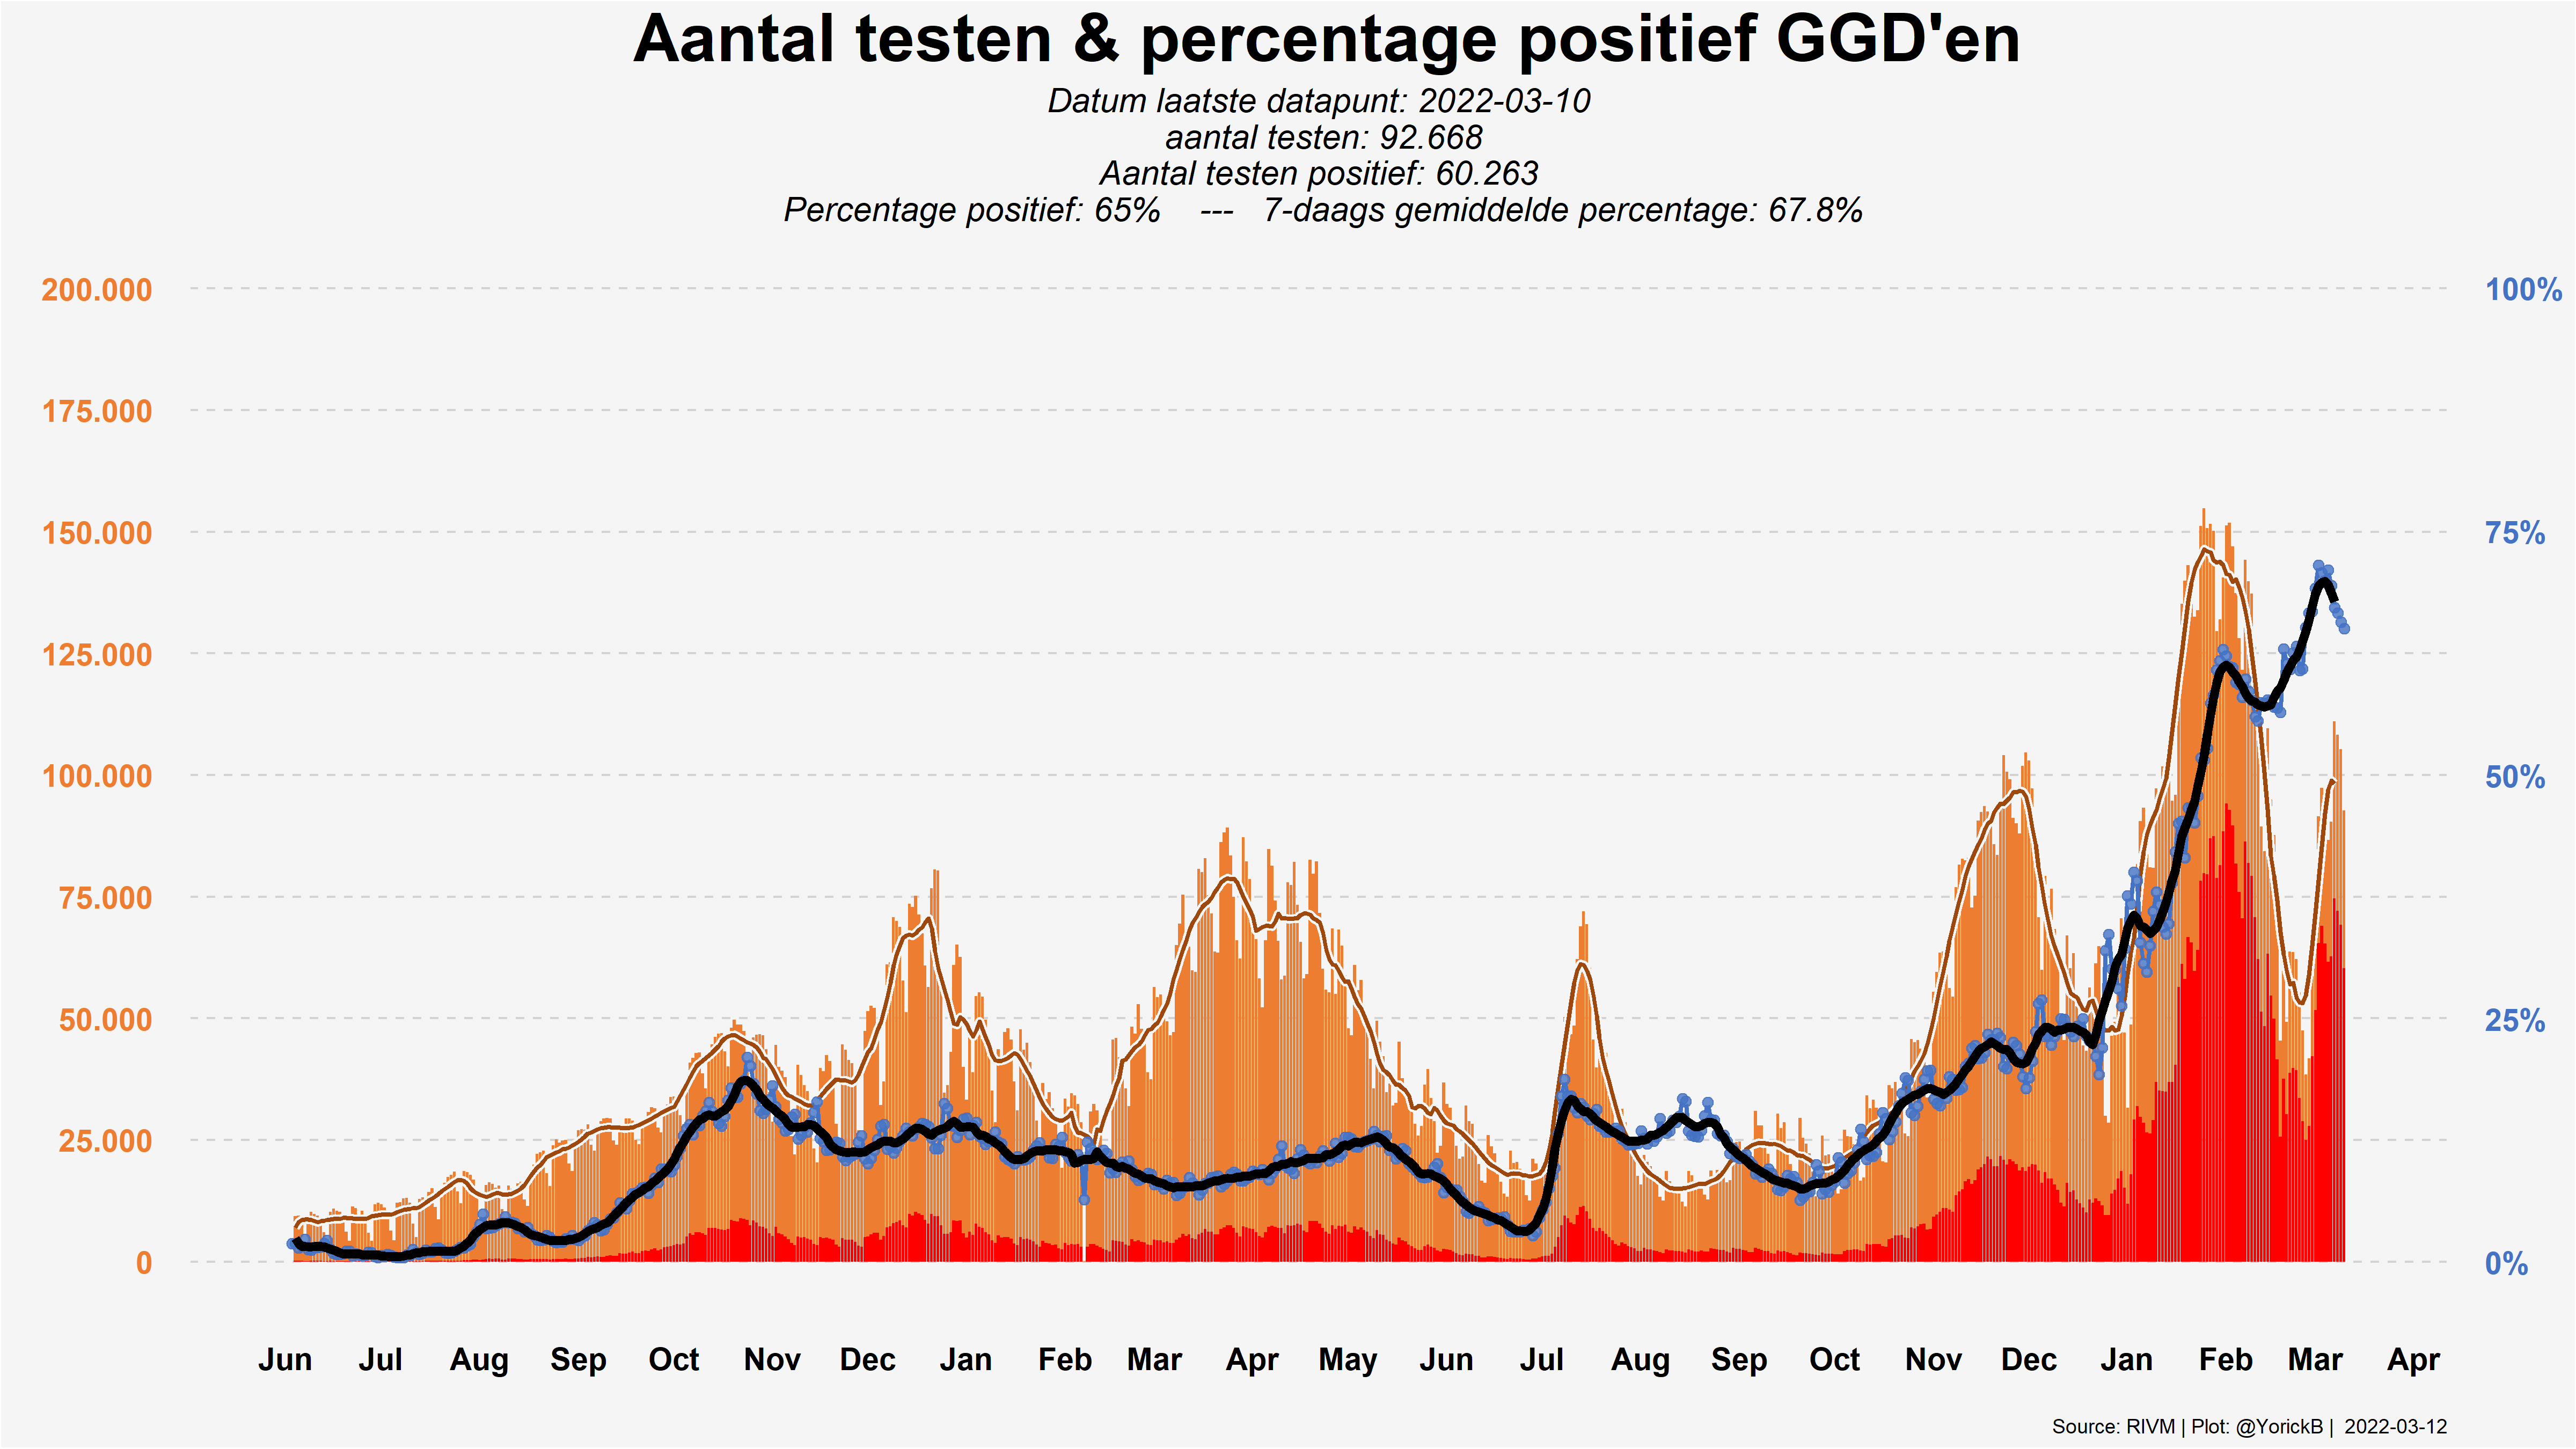 Aantal testen & percentage positief GGD'en
Datum laatste datapunt: 2022-03-10
aantal testen: 92.668
Aantal testen positief: 60.263
Percentage positief: 65% --- 7-daags gemiddelde percentage: 67.8%
200.000 100%
175.000
150.000 75%
125.000
100.000 50%
75.000
50.000 25%
25.000
0 0%
Jun Jul Aug Sep Oct Nov Dec Jan Feb Mar Apr May Jun Jul Aug Sep Oct Nov Dec Jan Feb Mar Apr
Source: RIVM | Plot: @YorickB | 2022-03-12